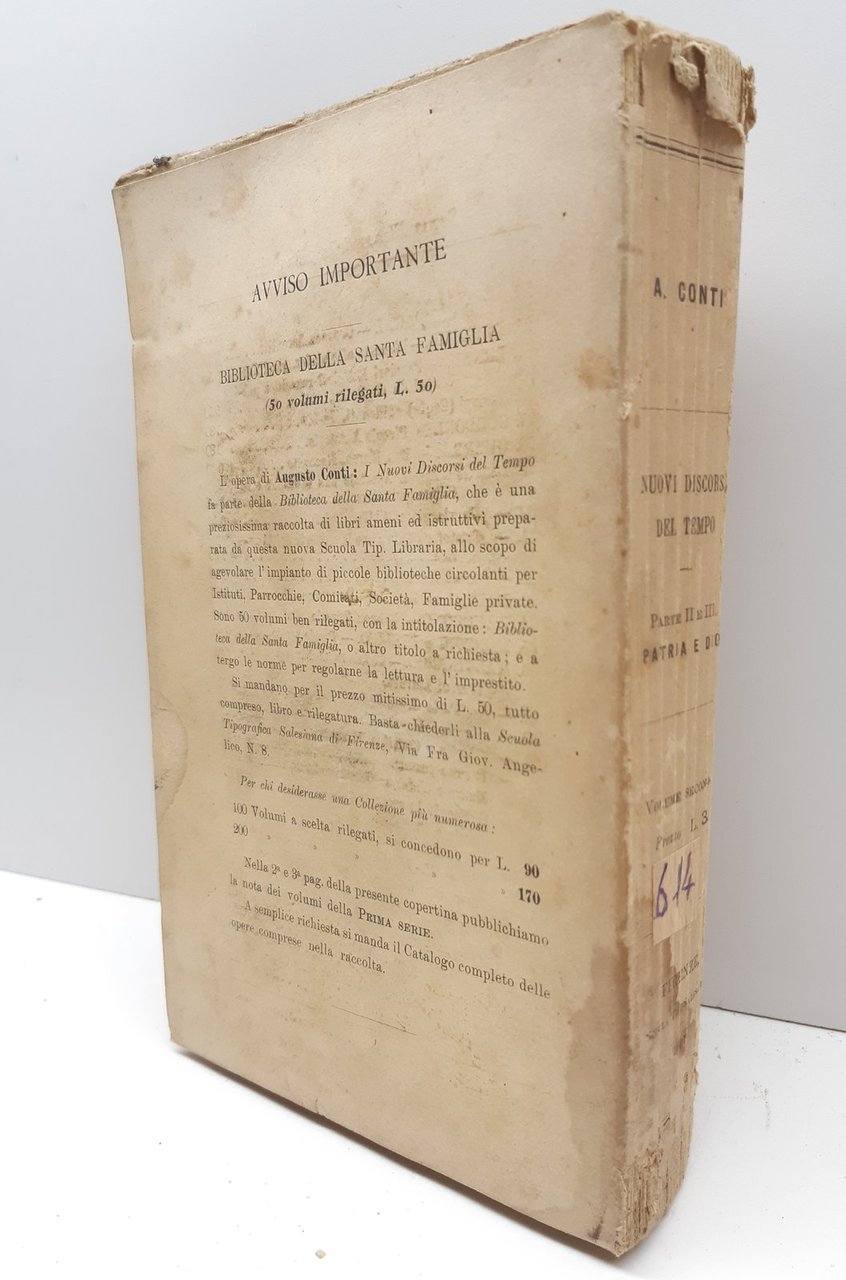 AVVISO IMPORTANTE
BIBLIOTECA DELLA SANTA FAMIGLIA
(50 volumi rilegati, L. 50)
L'opera di Augusto Conti: I Nuovi Discorsi del Tempo
fa parte della Biblioteca della Santa Famiglia, che è una
preziosissima raccolta di libri ameni ed istruttivi prepa-
rata da questa nuova Scuola Tip. Libraria, allo scopo di
agevolare l'impianto di piccole biblioteche circolanti per
Istituti, Parrocchie, Comitati, Società, Famiglie private.
Sono 50 volumi ben rilegati, con la intitolazione: Biblio-
teca della Santa Famiglia, o altro titolo a richiesta; e a
tergo le norme per regolarne la lettura e l'imprestito.
Si mandano per il prezzo mitissimo di L. 50, tutto
compreso, libro e rilegatura. Basta chiederli alla Scuola
Tipografica Salesiana di Firenze, Via Fra Giov. Ange-
lico, N. 8.
Per chi desiderasse una Collezione più numerosa:
100 Volumi a scelta rilegati, si concedono per L. 90
200 » » » » 170
Nella 2ª e 3ª pag. della presente copertina pubblichiamo
la nota dei volumi della PRIMA SERIE.
A semplice richiesta si manda il Catalogo completo delle
opere comprese nella raccolta.
A. CONTI
NUOVI DISCORSI
DEL TEMPO
PARTE II E III.
PATRIA E DIO
VOLUME SECONDO
Prezzo L. 3
614
FIRENZE